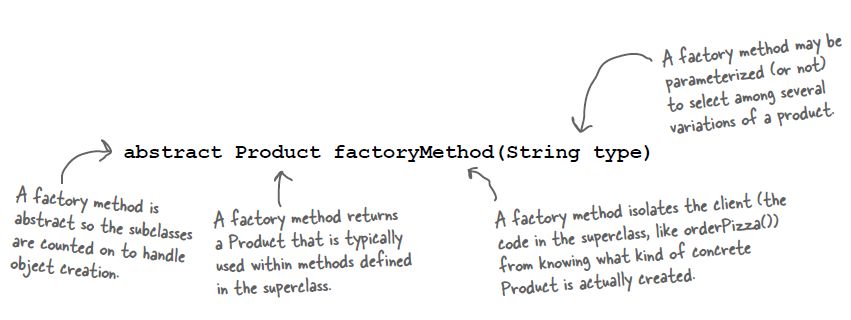 A factory method may be
parameterized (or not)
to select among several
variations of a product.
abstract Product factoryMethod(String type)
A factory method is
abstract so the subclasses
are counted on to handle
object creation.
A factory method returns
a Product that is typically
used within methods defined
in the superclass.
A factory method isolates the client (the
code in the superclass, like orderPizza())
from knowing what kind of concrete
Product is actually created.